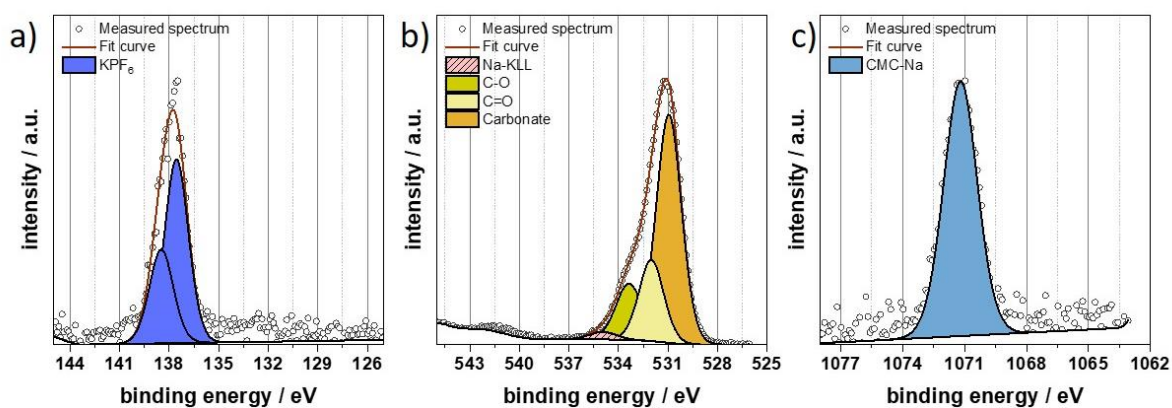 a)
Measured spectrum
Fit curve
KPF₆
intensity / a.u.
144 141 138 135 132 129 126
binding energy / eV
b)
Measured spectrum
Fit curve
Na-KLL
C-O
C=O
Carbonate
intensity / a.u.
543 540 537 534 531 528 525
binding energy / eV
c)
Measured spectrum
Fit curve
CMC-Na
intensity / a.u.
1077 1074 1071 1068 1065 1062
binding energy / eV